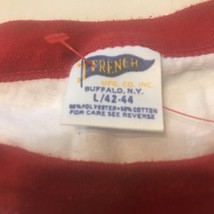 FRENCH
MFG. CO. INC.
BUFFALO, N.Y.
L/42-44
50% POLYESTER • 50% COTTON
FOR CARE SEE REVERSE